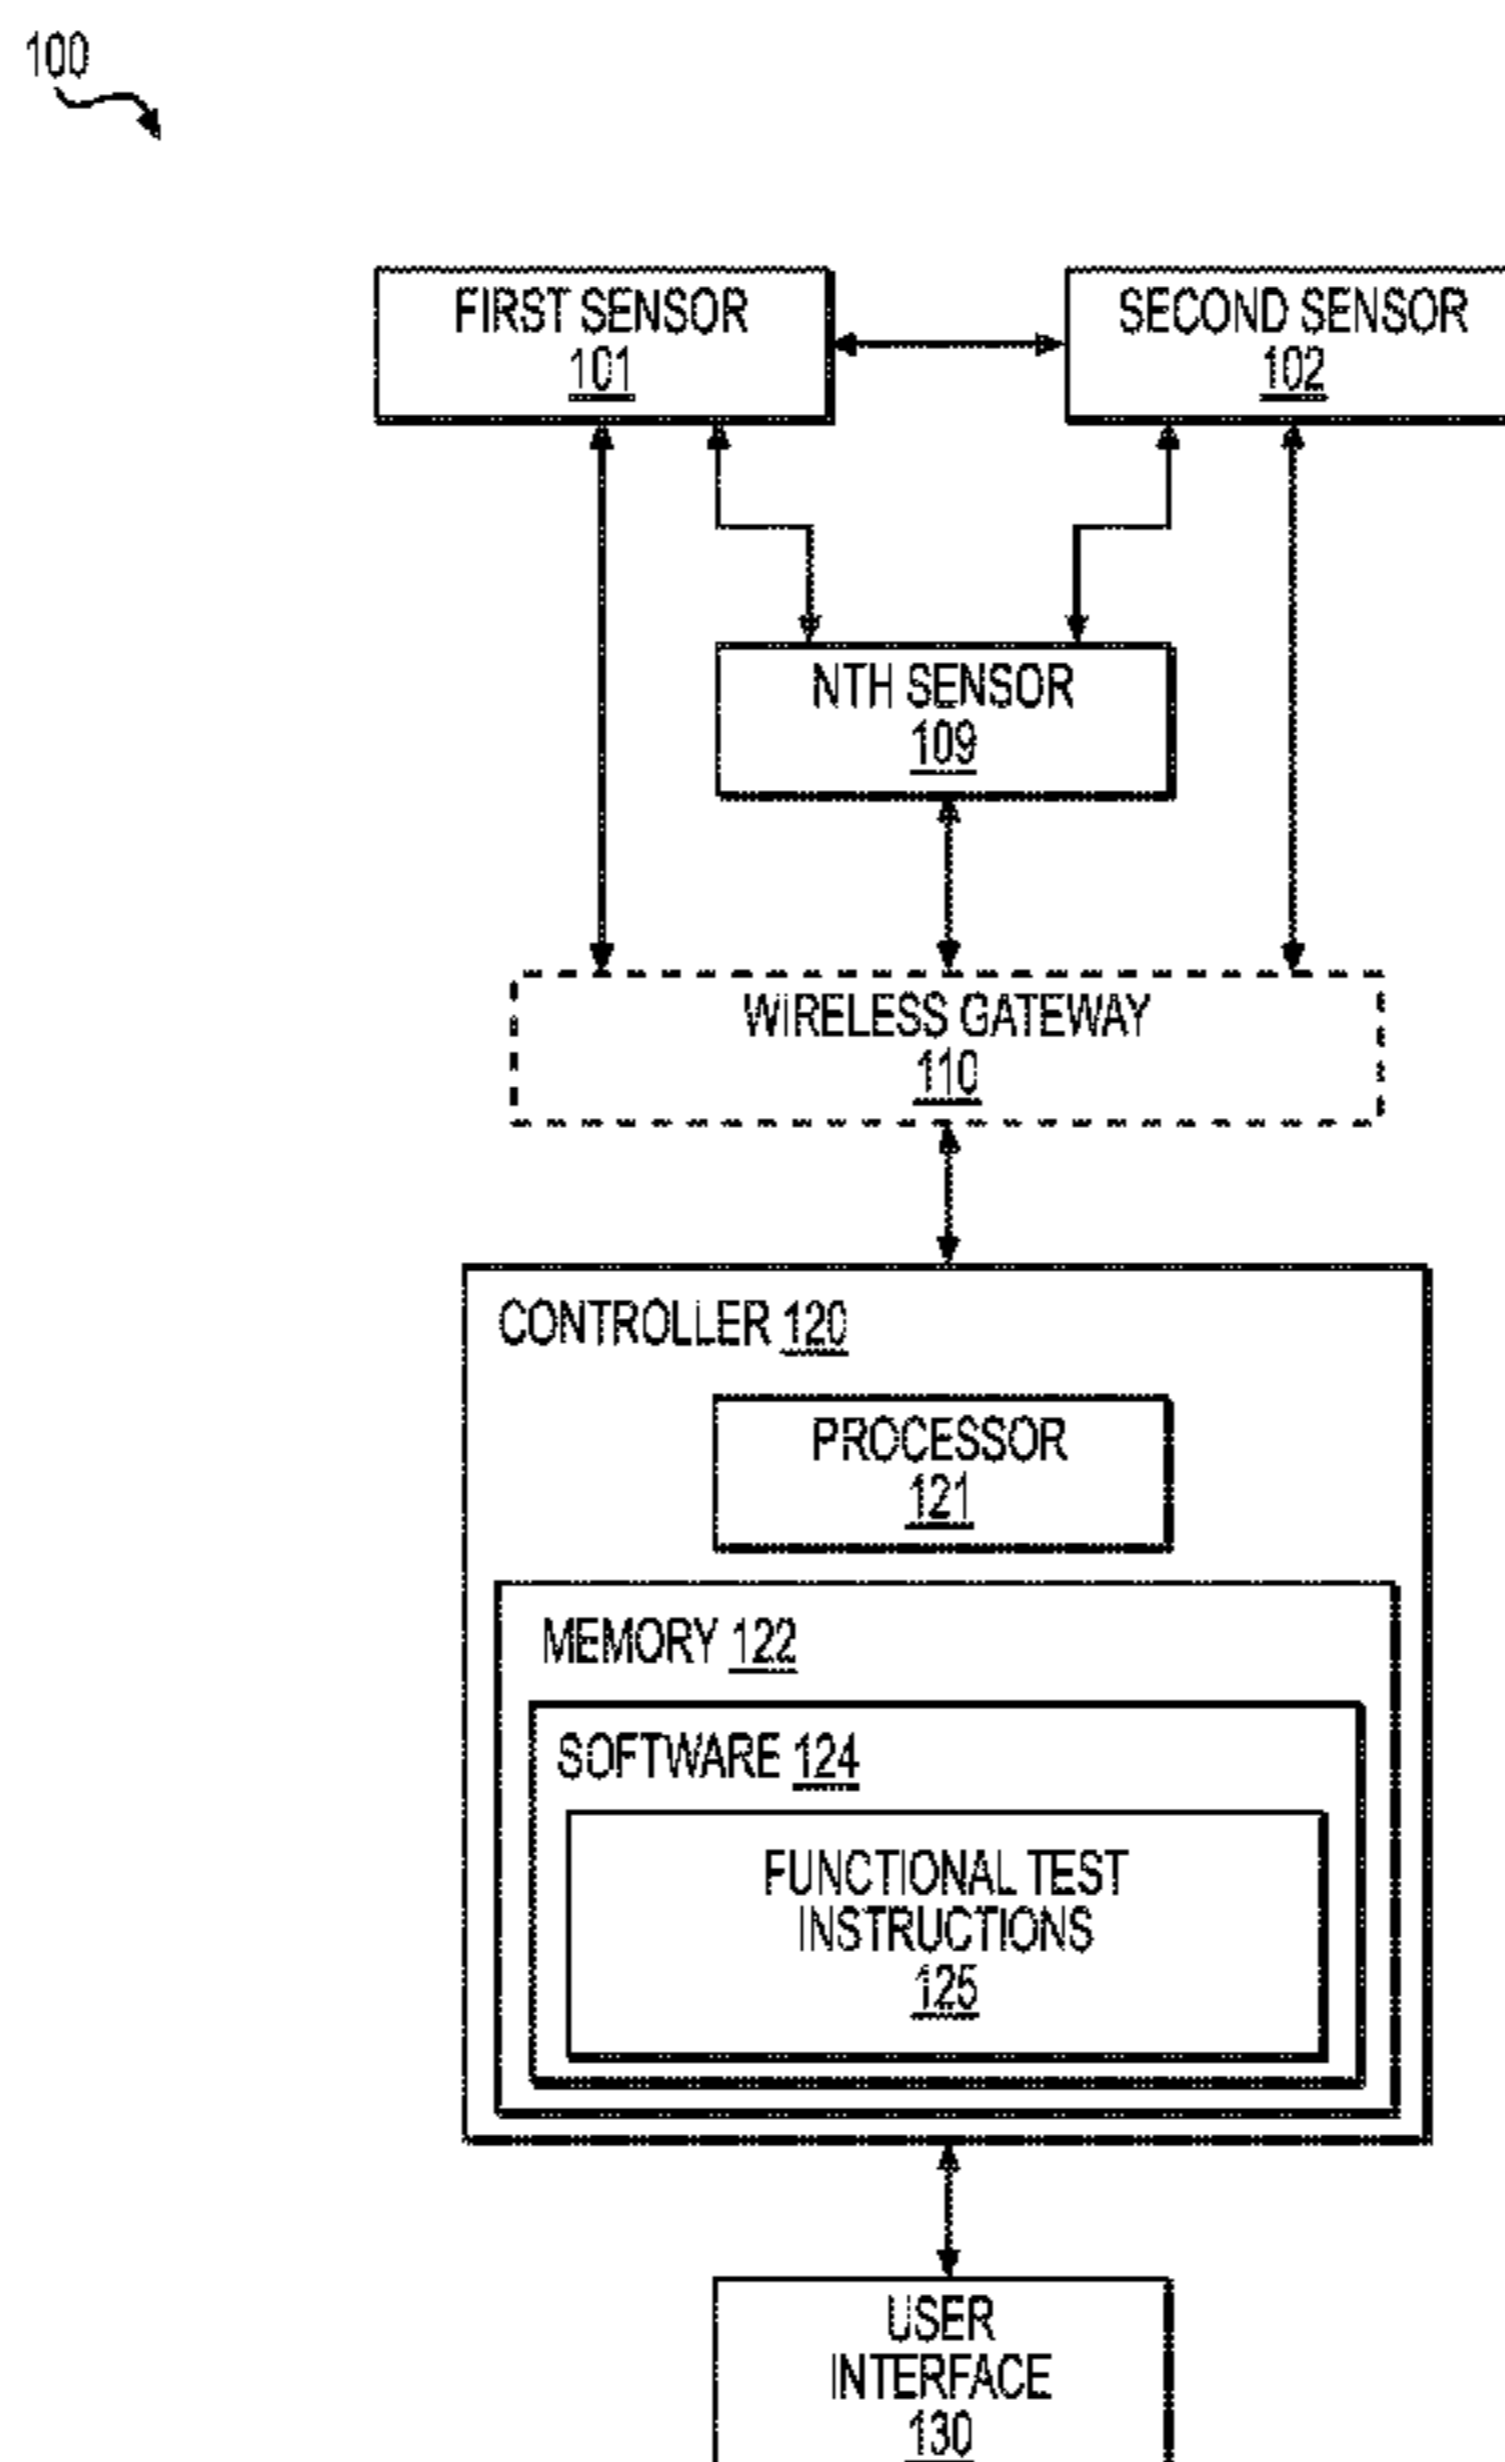 100
FIRST SENSOR
101
SECOND SENSOR
102
NTH SENSOR
109
WIRELESS GATEWAY
110
CONTROLLER 120
PROCESSOR
121
MEMORY 122
SOFTWARE 124
FUNCTIONAL TEST
INSTRUCTIONS
125
USER
INTERFACE
130